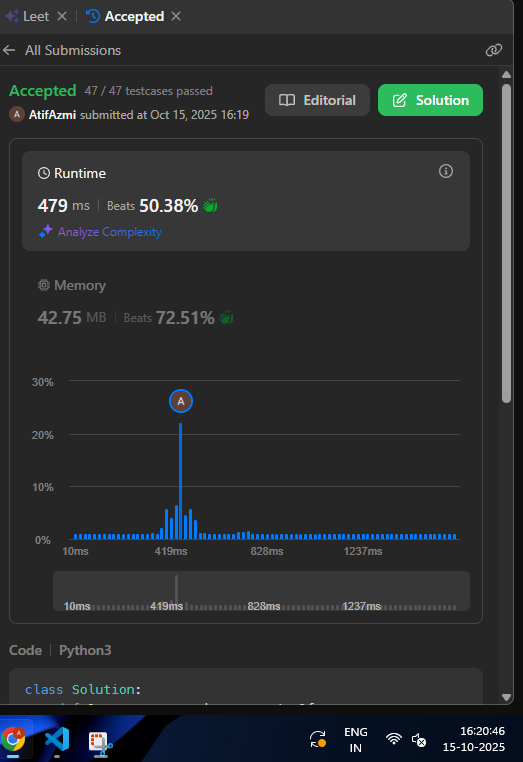 Leet Accepted
All Submissions
Accepted 47 / 47 testcases passed
A AtifAzmi submitted at Oct 15, 2025 16:19
Editorial
Solution
Runtime
479 ms Beats 50.38%
Analyze Complexity
Memory
42.75 MB Beats 72.51%
30%
A
20%
10%
0%
10ms 419ms 828ms 1237ms
10ms 419ms 828ms 1237ms
Code Python3
class Solution:
ENG
IN
16:20:46
15-10-2025